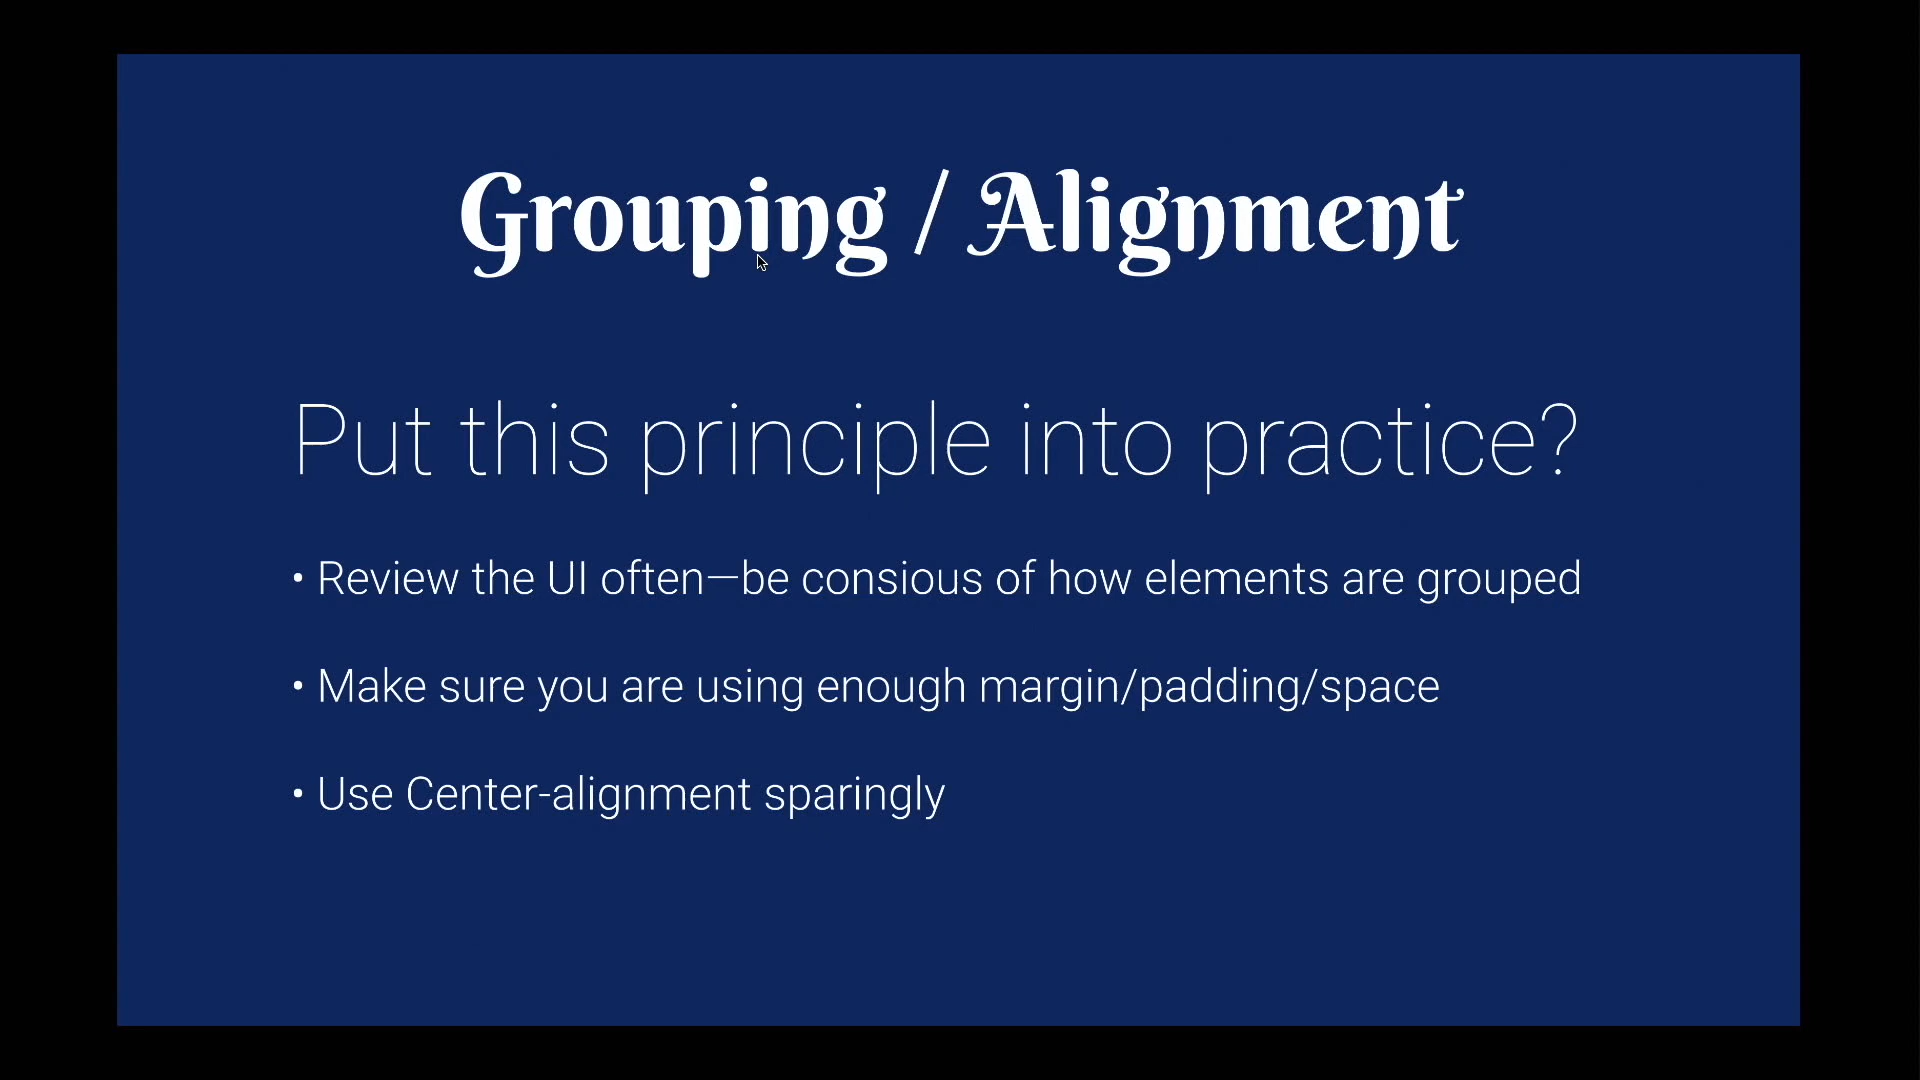 Grouping / Alignment
Put this principle into practice?
• Review the UI often—be consious of how elements are grouped
• Make sure you are using enough margin/padding/space
• Use Center-alignment sparingly